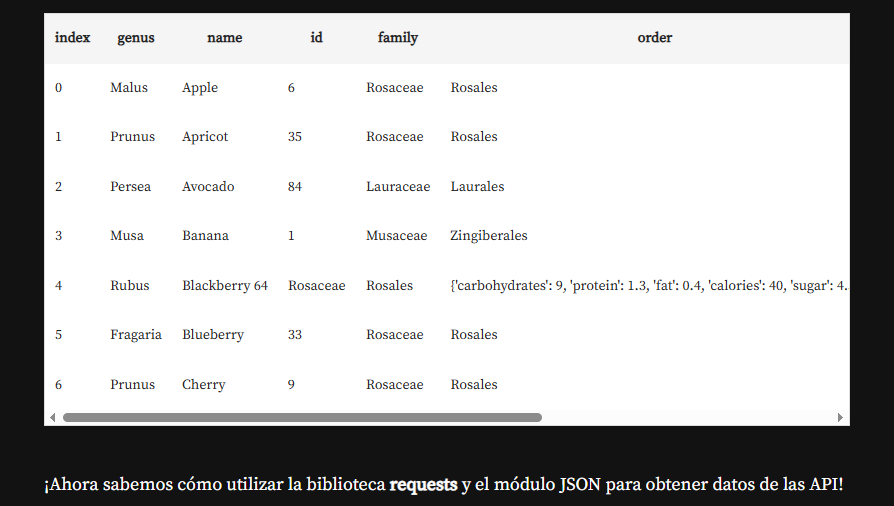 index genus name id family order
0 Malus Apple 6 Rosaceae Rosales
1 Prunus Apricot 35 Rosaceae Rosales
2 Persea Avocado 84 Lauraceae Laurales
3 Musa Banana 1 Musaceae Zingiberales
4 Rubus Blackberry 64 Rosaceae Rosales {'carbohydrates': 9, 'protein': 1.3, 'fat': 0.4, 'calories': 40, 'sugar': 4.
5 Fragaria Blueberry 33 Rosaceae Rosales
6 Prunus Cherry 9 Rosaceae Rosales
¡Ahora sabemos cómo utilizar la biblioteca requests y el módulo JSON para obtener datos de las API!